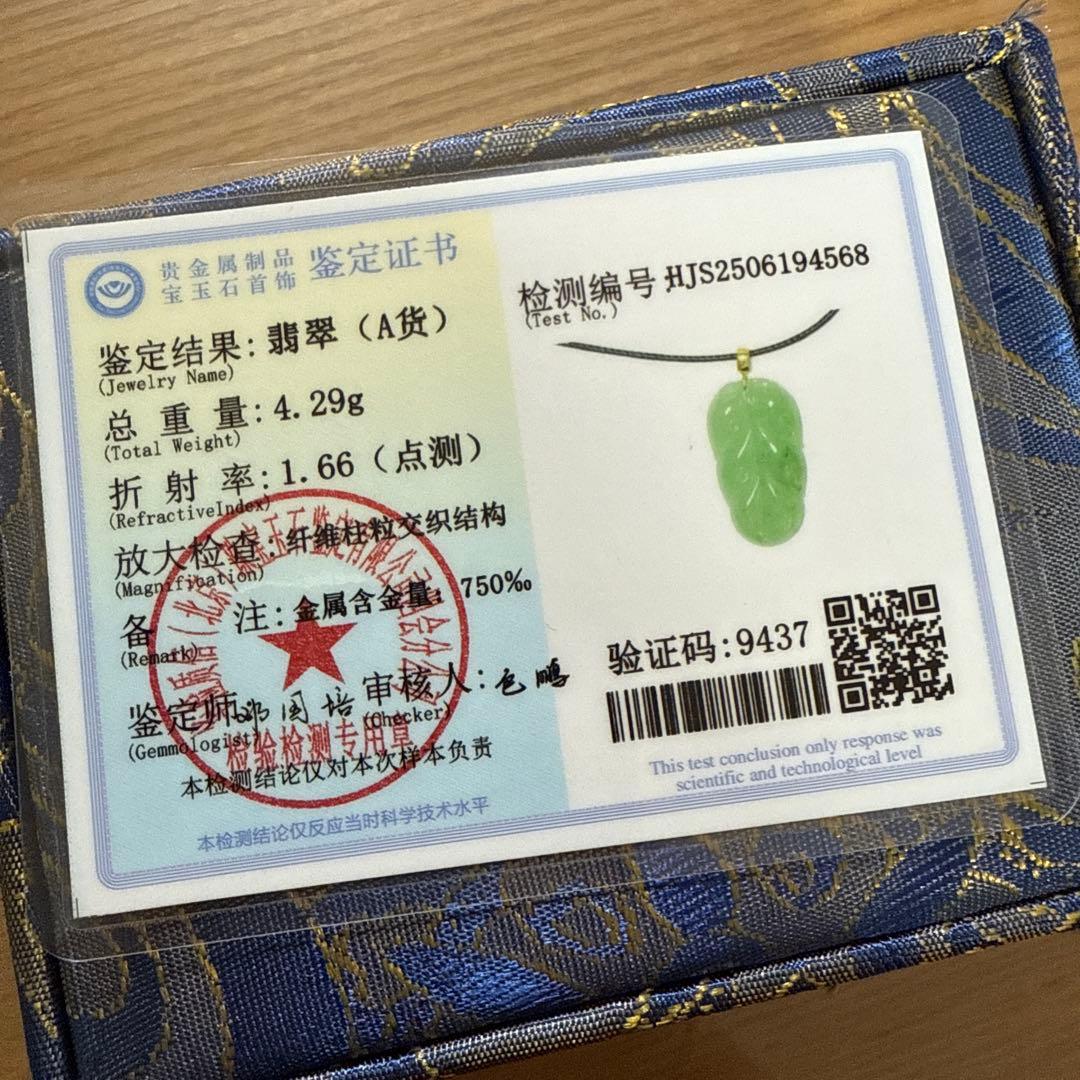 贵金属制品
宝玉石首饰
鉴定证书
鉴定结果:翡翠（A货）
(Jewelry Name)
总重量:4.29g
(Total Weight)
折射率:1.66（点测）
(RefractiveIndex)
放大检查:纤维柱粒交织结构
(Magnification)
备注:金属含金量：750‰
(Remark)
鉴定师:
(Gemmologist)
审核人:包鹏
(Checker)
检验检测专用章
本检测结论仅对本次样本负责
本检测结论仅反应当时科学技术水平
检测编号:HJS2506194568
(Test No.)
验证码:9437
This test conclusion only response was
scientific and technological level